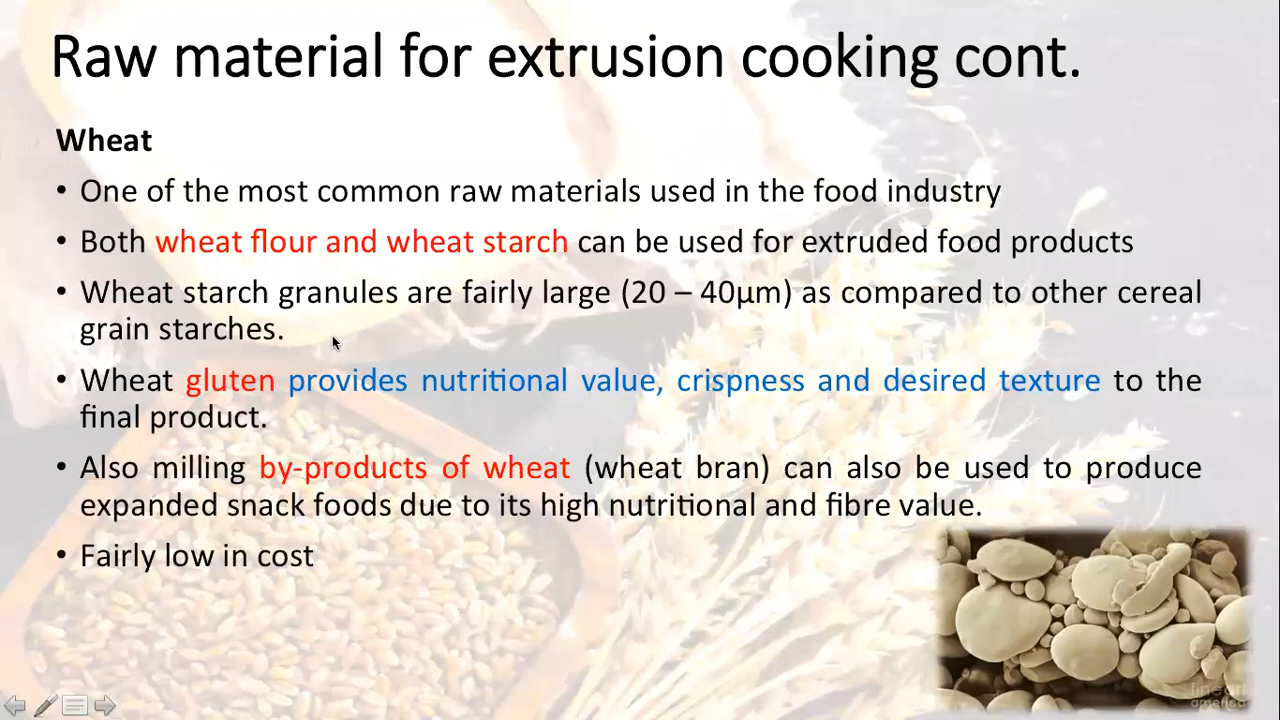 Raw material for extrusion cooking cont.
Wheat
• One of the most common raw materials used in the food industry
• Both wheat flour and wheat starch can be used for extruded food products
• Wheat starch granules are fairly large (20 – 40μm) as compared to other cereal
grain starches.
• Wheat gluten provides nutritional value, crispness and desired texture to the
final product.
• Also milling by-products of wheat (wheat bran) can also be used to produce
expanded snack foods due to its high nutritional and fibre value.
• Fairly low in cost
fineart
america